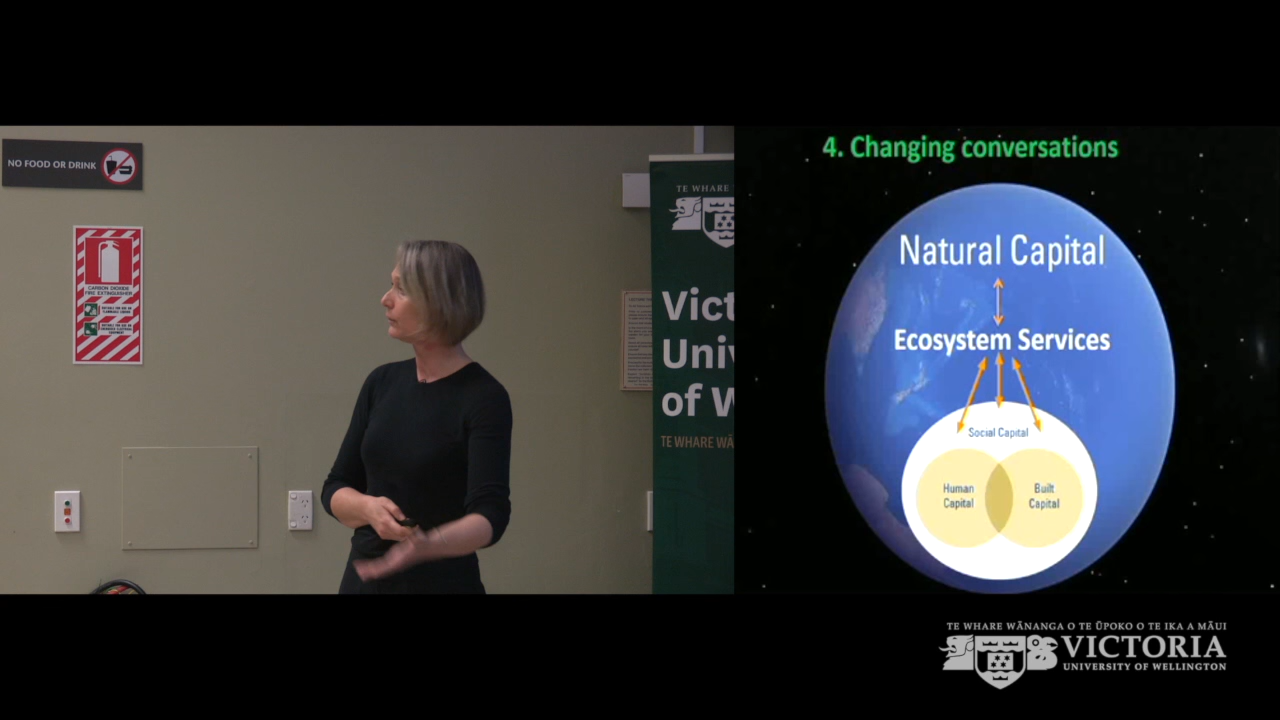 NO FOOD OR DRINK
CARBON DIOXIDE
FIRE EXTINGUISHER
TE WHARE
Vict
Univ
of W
TE WHARE WĀ
4. Changing conversations
Natural Capital
Ecosystem Services
Social Capital
Human
Capital
Built
Capital
TE WHARE WĀNANGA O TE ŪPOKO O TE IKA A MĀUI
VICTORIA
UNIVERSITY OF WELLINGTON